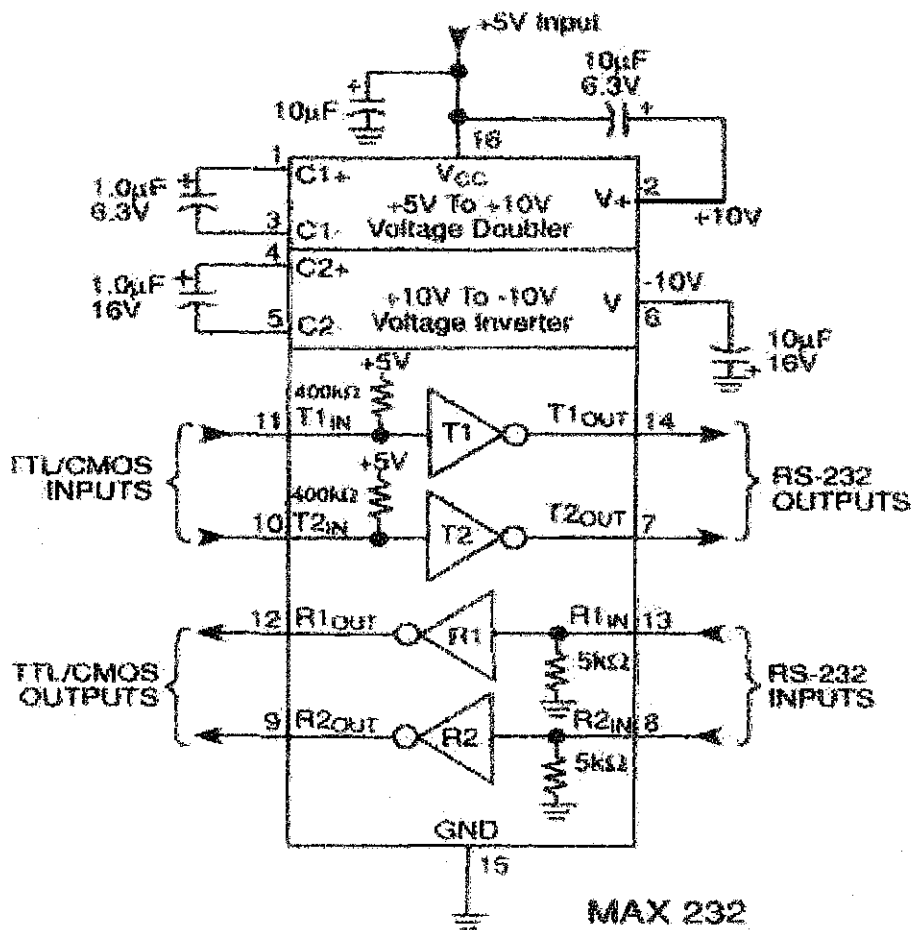 +5V Input
10µF
6.3V
10µF
16
1
C1+
VCC
+5V To +10V
Voltage Doubler
V+
2
+10V
1.0µF
6.3V
3
C1-
4
C2+
+10V To -10V
Voltage Inverter
V
-10V
6
1.0µF
16V
5
C2-
10µF
16V
+5V
400kΩ
11
T1IN
T1
T1OUT
14
TTL/CMOS
INPUTS
+5V
400kΩ
10
T2IN
T2
T2OUT
7
RS-232
OUTPUTS
12
R1OUT
R1
R1IN
13
5kΩ
TTL/CMOS
OUTPUTS
9
R2OUT
R2
R2IN
8
5kΩ
RS-232
INPUTS
GND
15
MAX 232